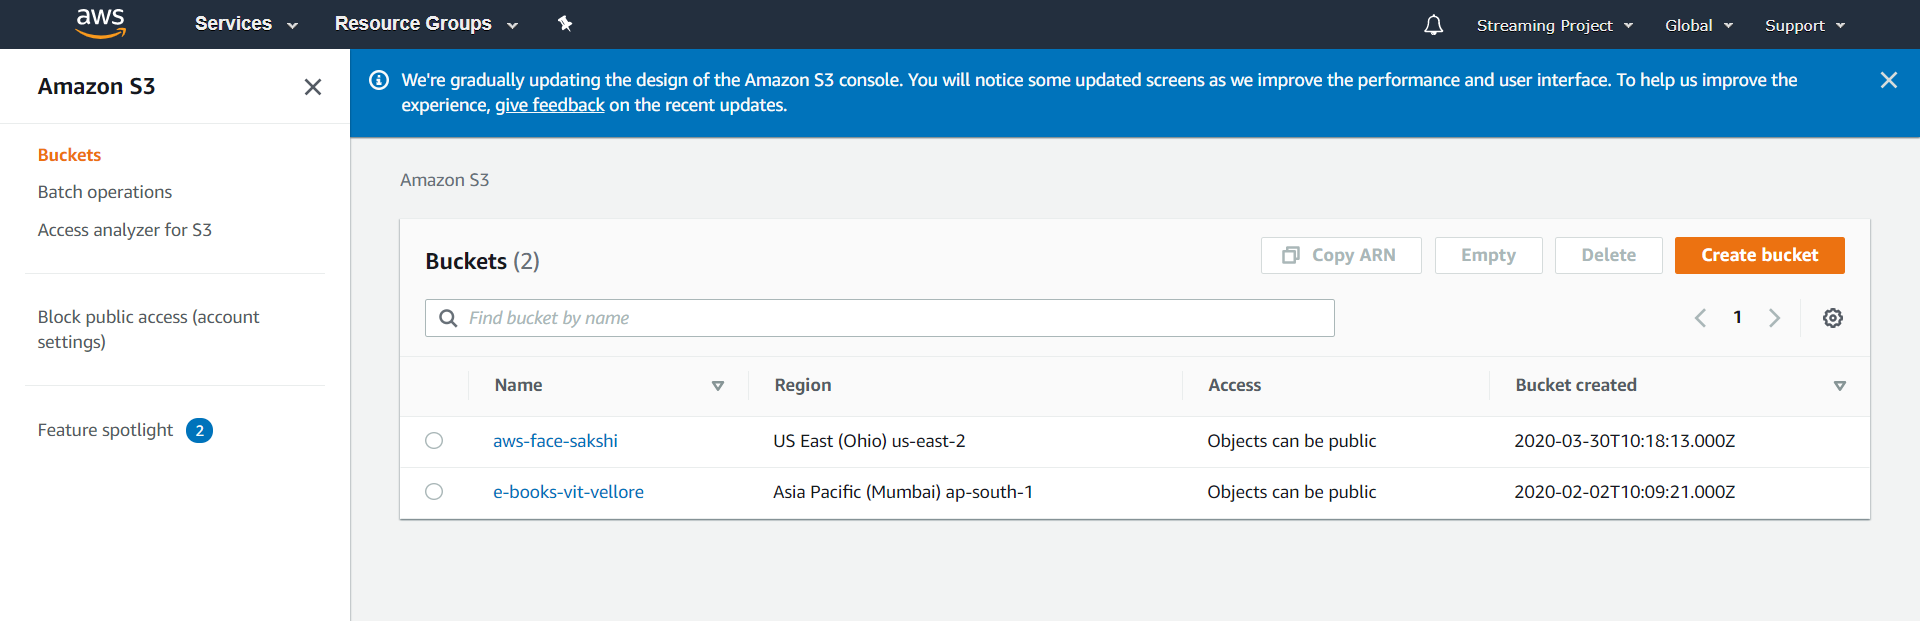 aws Services Resource Groups Streaming Project Global Support
Amazon S3
Buckets
Batch operations
Access analyzer for S3
Block public access (account
settings)
Feature spotlight 2
We're gradually updating the design of the Amazon S3 console. You will notice some updated screens as we improve the performance and user interface. To help us improve the
experience, give feedback on the recent updates.
Amazon S3
Buckets (2) Copy ARN Empty Delete Create bucket
Find bucket by name 1
Name Region Access Bucket created
aws-face-sakshi US East (Ohio) us-east-2 Objects can be public 2020-03-30T10:18:13.000Z
e-books-vit-vellore Asia Pacific (Mumbai) ap-south-1 Objects can be public 2020-02-02T10:09:21.000Z